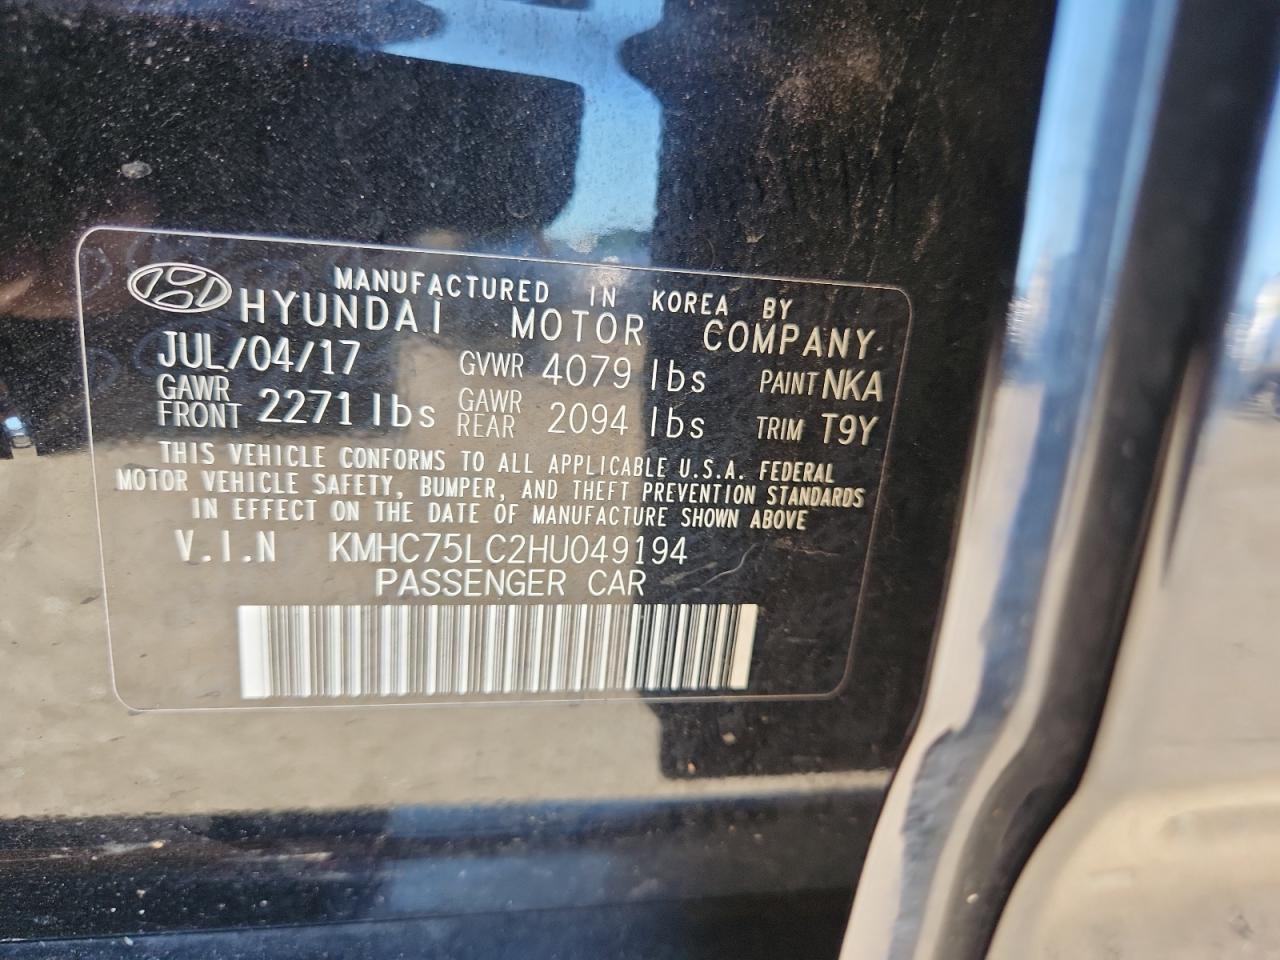 MANUFACTURED IN KOREA BY
HYUNDAI MOTOR COMPANY
JUL/04/17 GVWR 4079 lbs PAINT NKA
GAWR FRONT 2271 lbs GAWR REAR 2094 lbs TRIM T9Y
THIS VEHICLE CONFORMS TO ALL APPLICABLE U.S.A. FEDERAL
MOTOR VEHICLE SAFETY, BUMPER, AND THEFT PREVENTION STANDARDS
IN EFFECT ON THE DATE OF MANUFACTURE SHOWN ABOVE
V.I.N KMHC75LC2HU049194
PASSENGER CAR